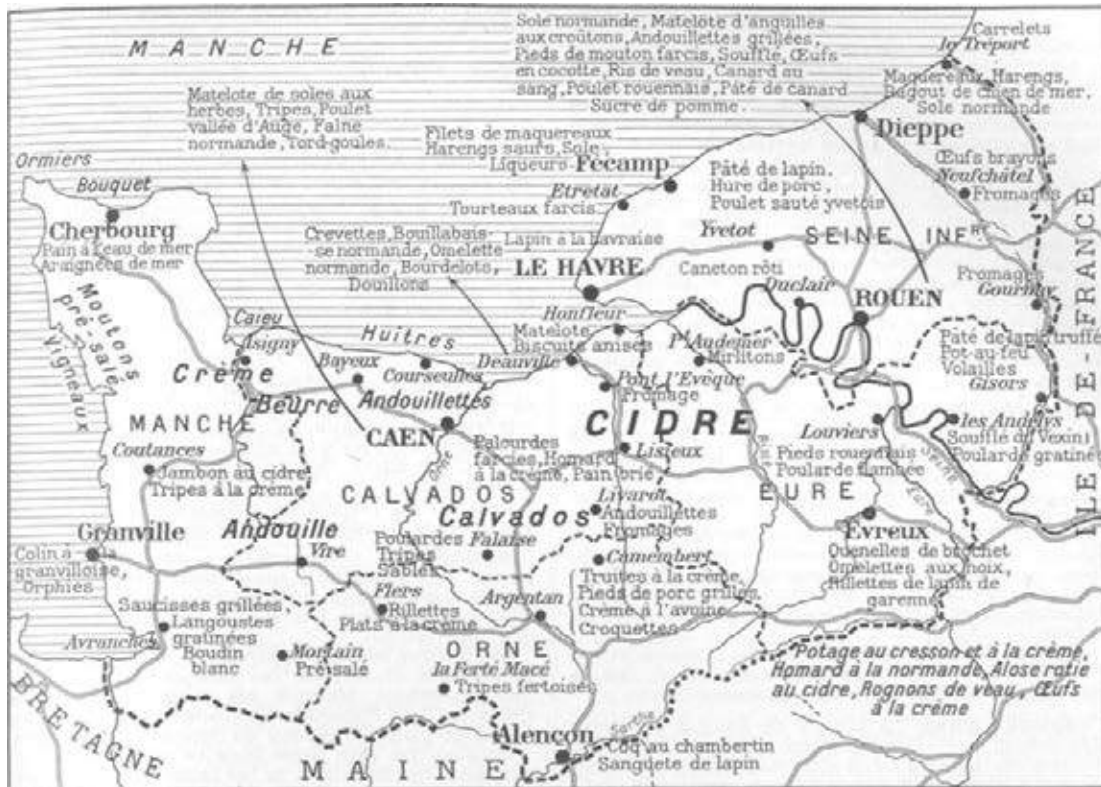 MANCHE
Sole normande, Matelote d'anguilles
aux croûtons, Andouillettes grillées,
Pieds de mouton farcis, Soufflé, Œufs
en cocotte, Ris de veau, Canard au
sang, Poulet rouennais, Pâté de canard
Sucre de pomme.
Carrelets
le Tréport
Maquereaux, Harengs,
Ragout de chien de mer,
Sole normande
Dieppe
Matelote de soles aux
herbes, Tripes, Poulet
vallée d'Auge, Faîne
normande, Tord-goules.
Filets de maquereaux
Harengs saurs, Sole,
Liqueurs
Fécamp
Etretat
Tourteaux farcis
Pâté de lapin,
Hure de porc,
Poulet sauté yvetois
Yvetot
Œufs brayons
Neufchâtel
Fromages
Ormiers
Bouquet
Cherbourg
Pain à l'eau de mer
Araignées de mer
Crevettes, Bouillabais-
se normande, Omelette
normande, Bourdelots,
Douillons
Lapin à la havraise
LE HAVRE
SEINE INFRE
Caneton rôti
Duclair
ROUEN
Fromages
Gournay
ILE DE-FRANCE
Moutons
pré-salé
Vigneaux
Caieu
Isigny
Huitres
Bayeux
Courseulles
Deauville
Honfleur
Matelote
Biscuits amises
Pt Audemer
Mirlitons
Pâté de lapin truffé
Pot-au-feu
Volailles
Gisors
Crème
Beurre
Andouillettes
Pont l'Evêque
Fromage
CIDRE
MANCHE
CAEN
Orne
Coutances
Jambon au cidre
Tripes à la crème
Palourdes
farcies, Homard
à la crème, Pain brié
Lisieux
Louviers
Pieds rouennais
Poularde flambée
les Andelys
Soufflé du Vexin
Poularde gratinée
Seine
Eure
CALVADOS
Calvados
Livarot
Andouillettes
Fromages
EURE
Evreux
Quenelles de brochet
Omelettes aux noix,
Rillettes de lapin de
garenne
Granville
Colin à la
granvilloise,
Orphies
Andouille
Vire
Poulardes
Tripes
Sablés
Falaise
Camembert
Truites à la crème,
Pieds de porc grillés,
Crème à l'avoine
Croquettes
Flers
Rillettes
Plats à la crème
Argentan
Saucisses grillées,
Langoustes
gratinées
Boudin
blanc
Avranches
Mortain
Pré-salé
ORNE
la Ferté Macé
Tripes fertoises
Potage au cresson et à la crème,
Homard à la normande, Alose rotie
au cidre, Rognons de veau, Œufs
à la crème
BRETAGNE
MAINE
Alençon
Sarthe
Coq au chambertin
Sanguete de lapin